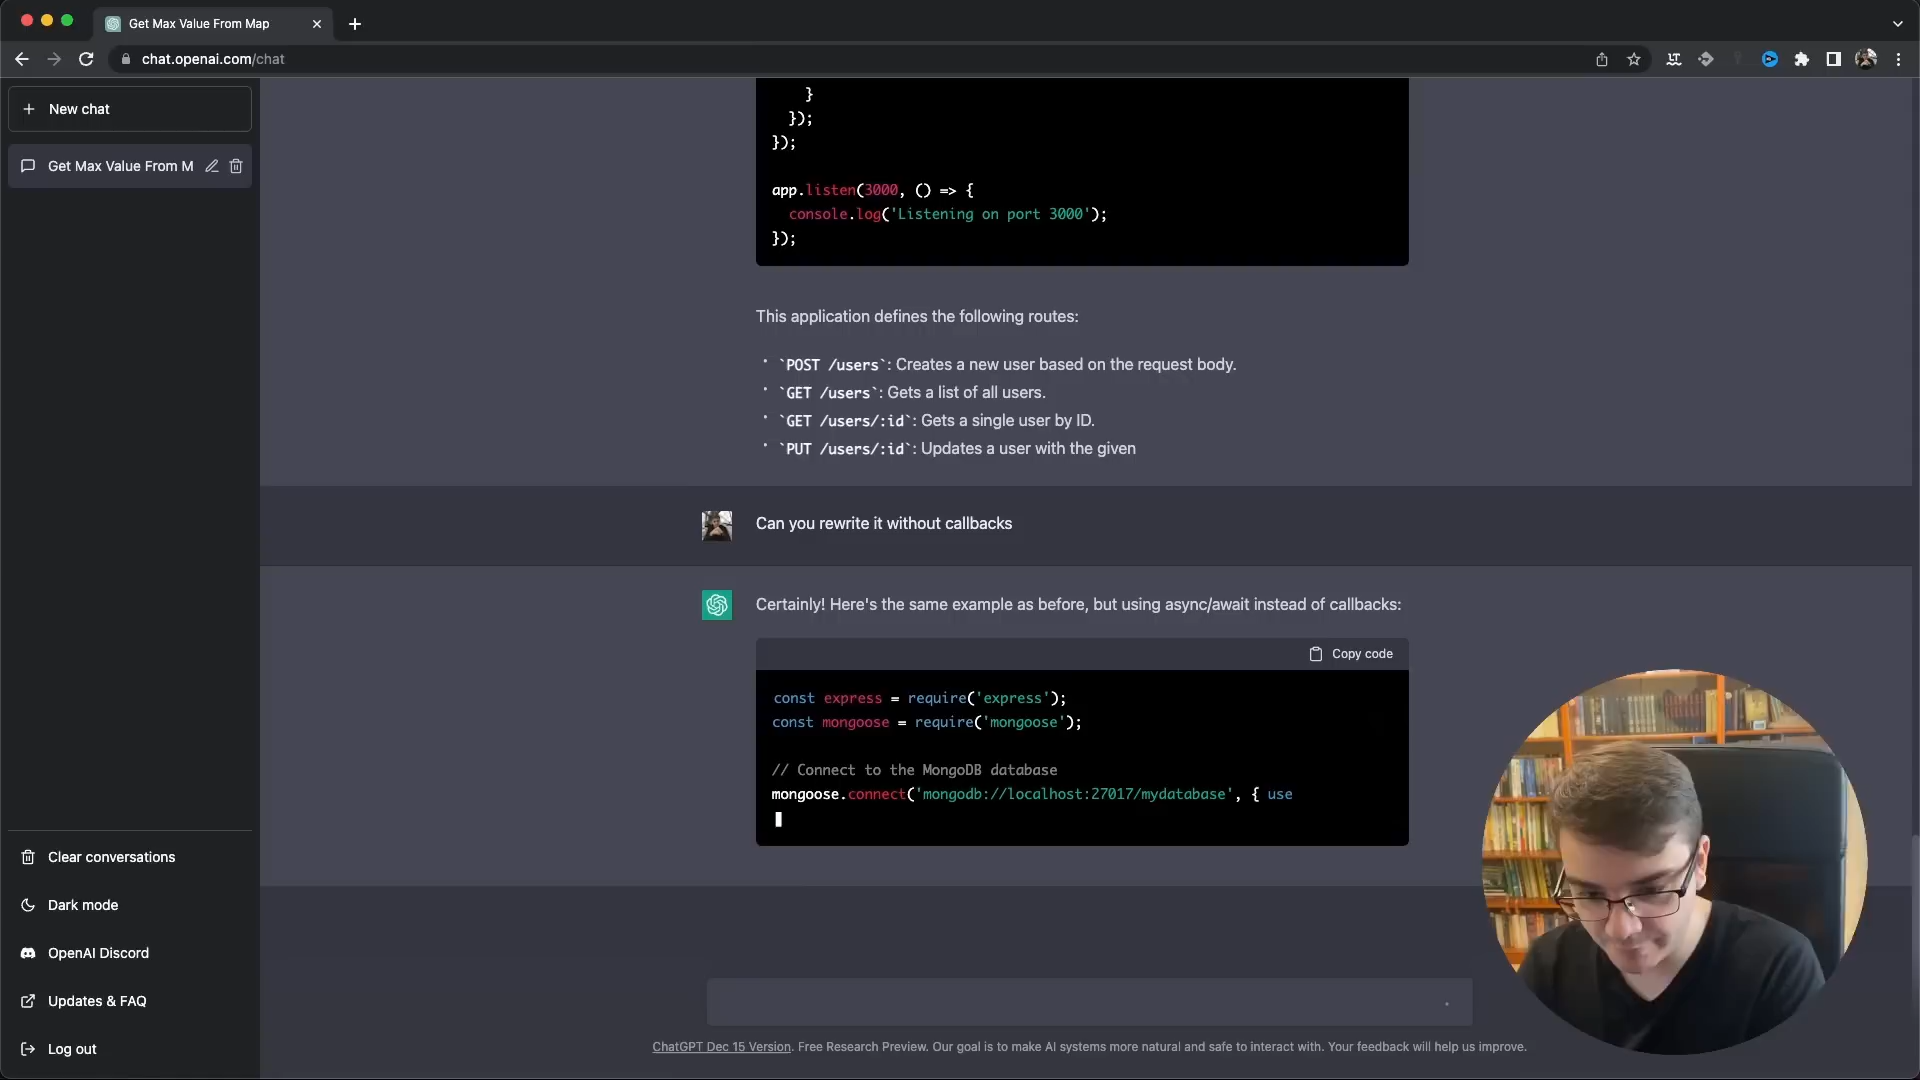 Get Max Value From Map
chat.openai.com/chat
New chat
Get Max Value From M
Clear conversations
Dark mode
OpenAI Discord
Updates & FAQ
Log out
}
});
});
app.listen(3000, () => {
console.log('Listening on port 3000');
});
This application defines the following routes:
• `POST /users`: Creates a new user based on the request body.
• `GET /users`: Gets a list of all users.
• `GET /users/:id`: Gets a single user by ID.
• `PUT /users/:id`: Updates a user with the given
Can you rewrite it without callbacks
Certainly! Here's the same example as before, but using async/await instead of callbacks:
Copy code
const express = require('express');
const mongoose = require('mongoose');
// Connect to the MongoDB database
mongoose.connect('mongodb://localhost:27017/mydatabase', { use
ChatGPT Dec 15 Version. Free Research Preview. Our goal is to make AI systems more natural and safe to interact with. Your feedback will help us improve.